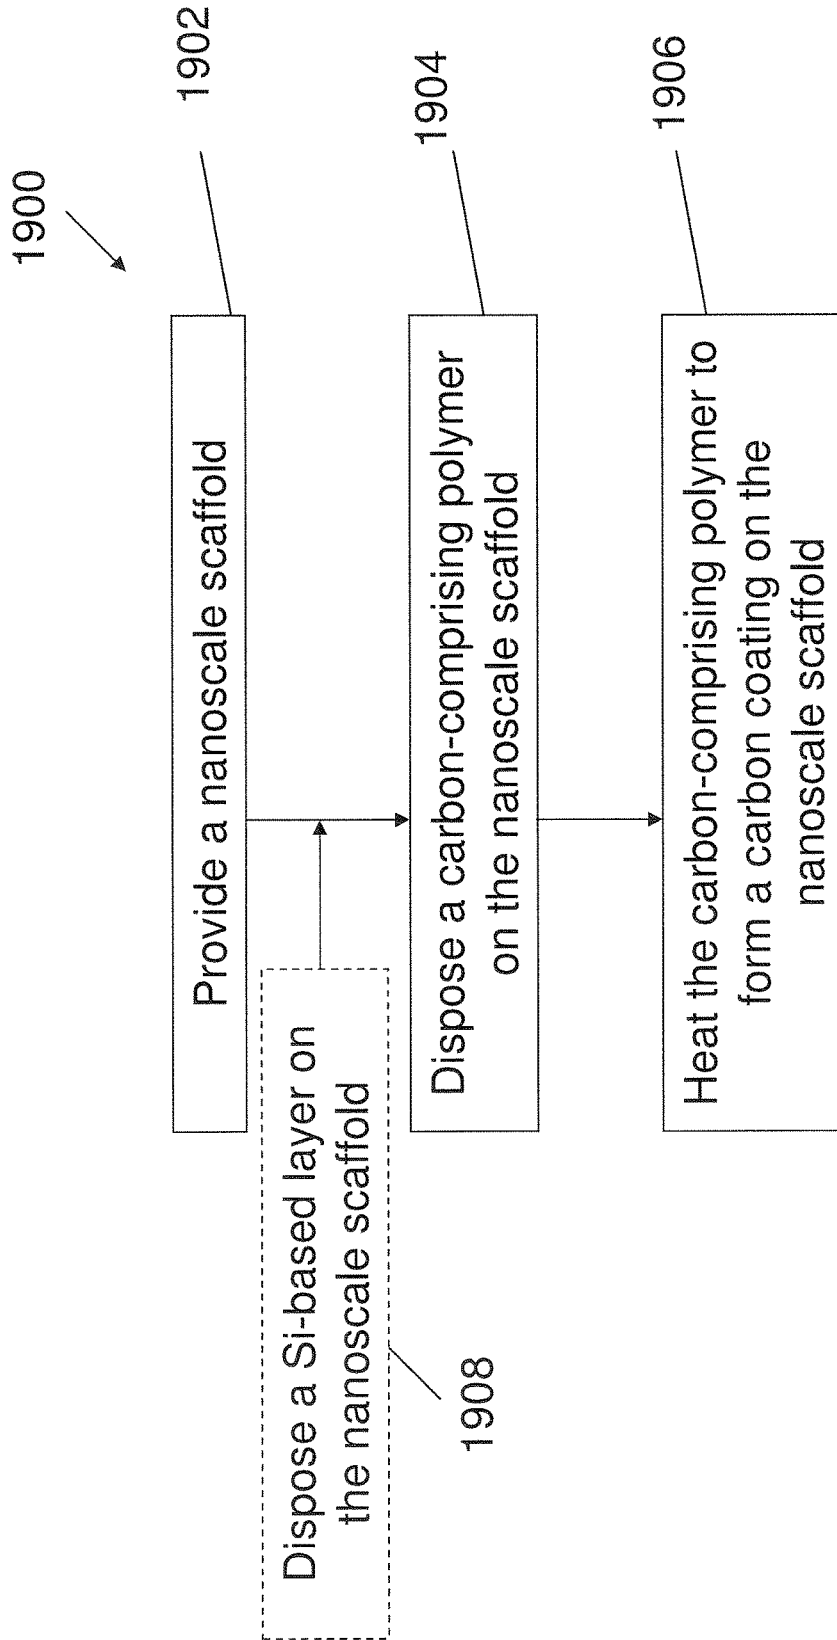 1900
Provide a nanoscale scaffold
1902
Dispose a Si-based layer on
the nanoscale scaffold
1908
Dispose a carbon-comprising polymer
on the nanoscale scaffold
1904
Heat the carbon-comprising polymer to
form a carbon coating on the
nanoscale scaffold
1906